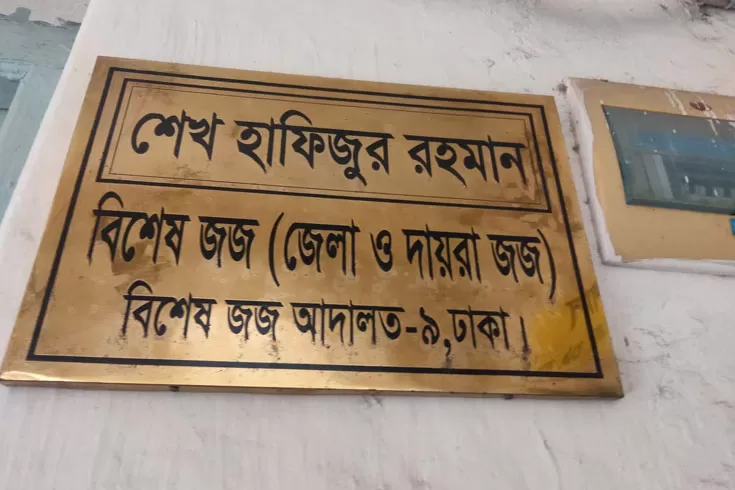 শেখ হাফিজুর রহমান
বিশেষ জজ (জেলা ও দায়রা জজ)
বিশেষ জজ আদালত-৯,ঢাকা।